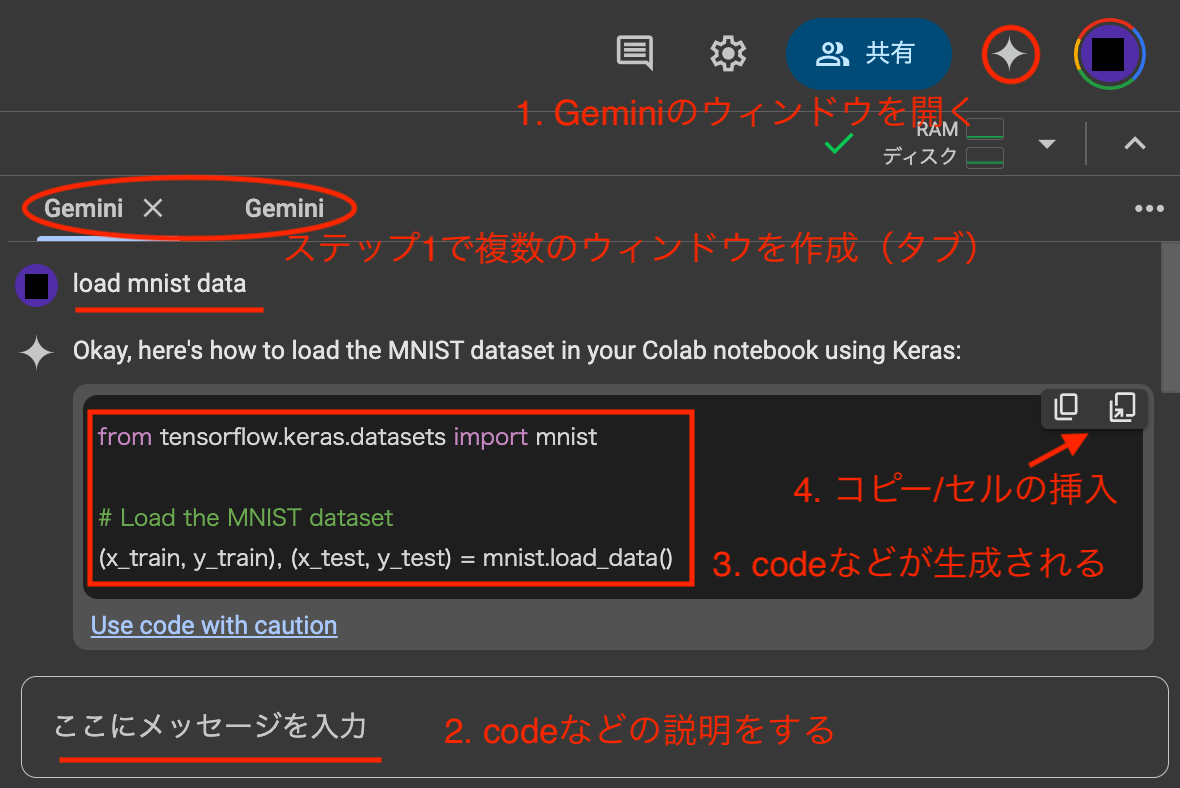 共有
1. Geminiのウィンドウを開く
RAM
ディスク
Gemini
Gemini
ステップ1で複数のウィンドウを作成（タブ）
load mnist data
Okay, here's how to load the MNIST dataset in your Colab notebook using Keras:
from tensorflow.keras.datasets import mnist
4. コピー/セルの挿入
# Load the MNIST dataset
(x_train, y_train), (x_test, y_test) = mnist.load_data()
3. codeなどが生成される
Use code with caution
ここにメッセージを入力
2. codeなどの説明をする